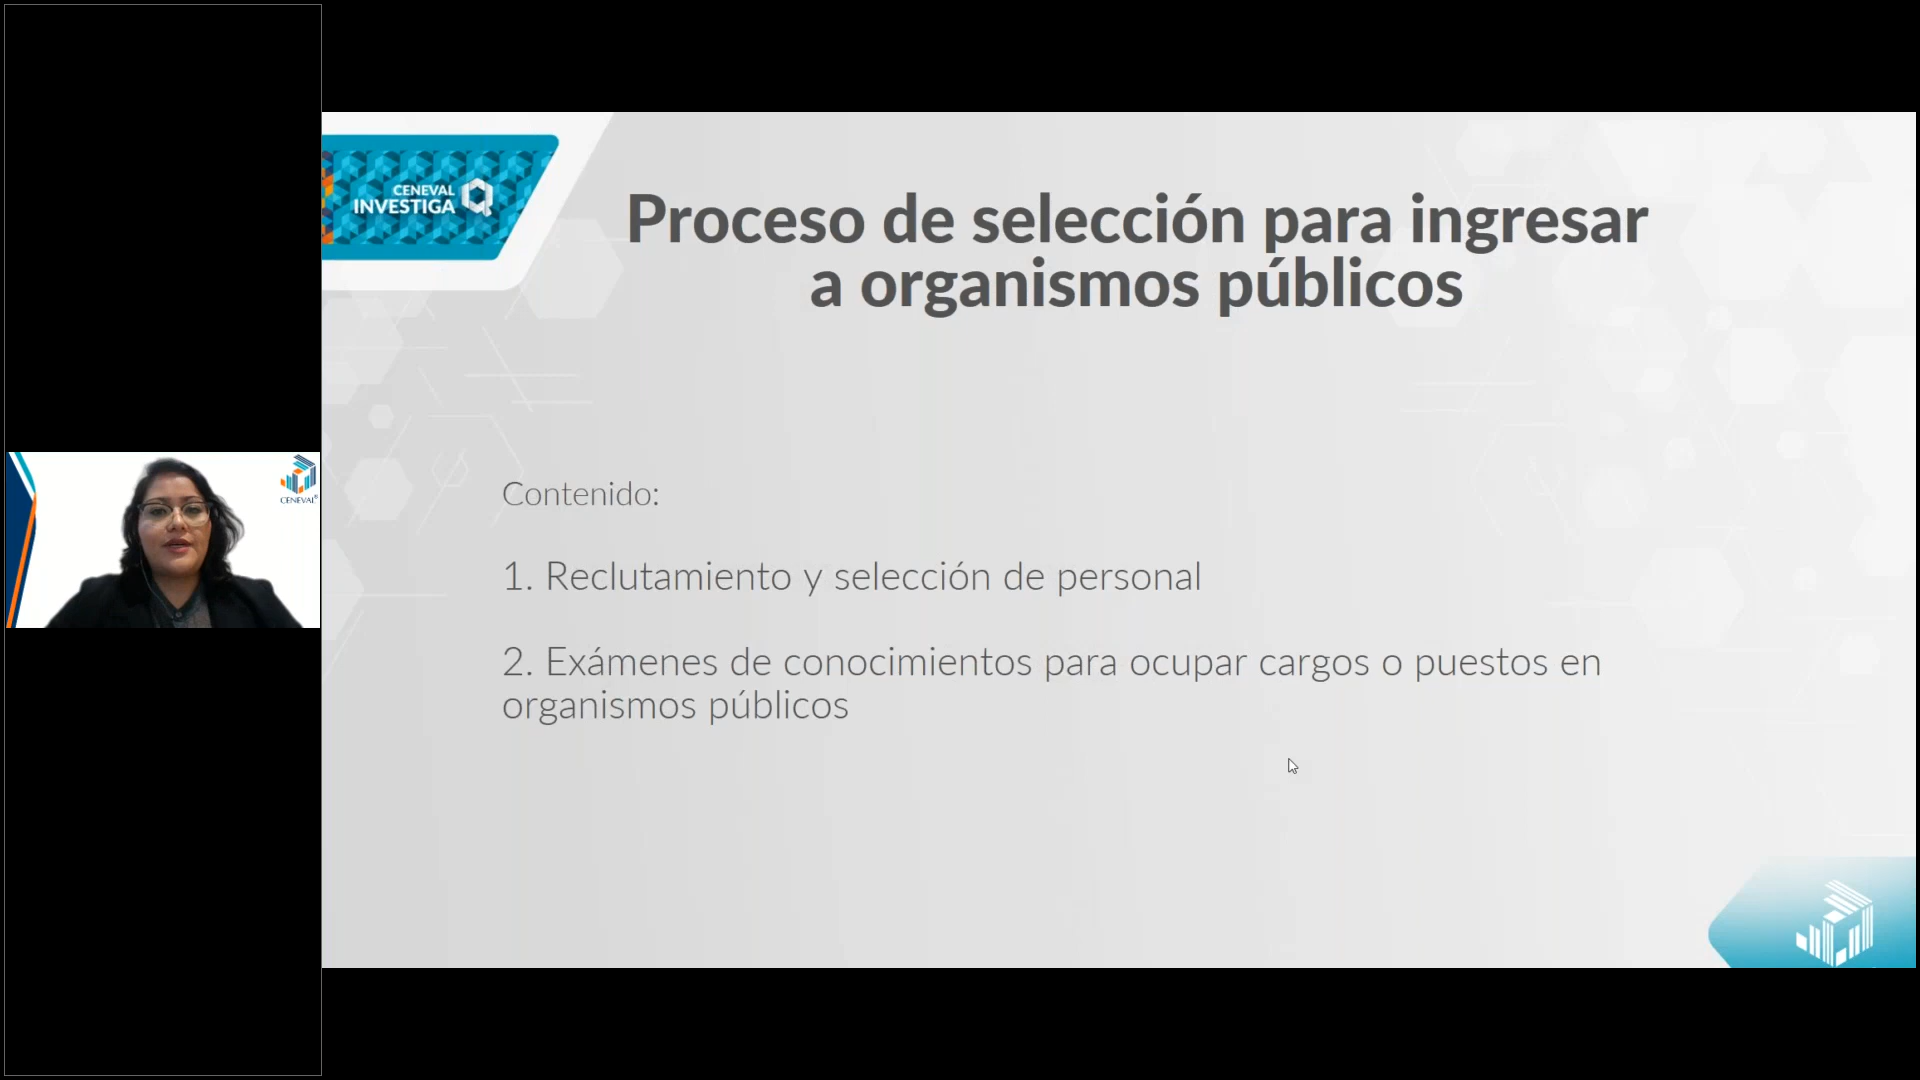 CENEVAL
INVESTIGA
Proceso de selección para ingresar
a organismos públicos
CENEVAL®
Contenido:
1. Reclutamiento y selección de personal
2. Exámenes de conocimientos para ocupar cargos o puestos en
organismos públicos